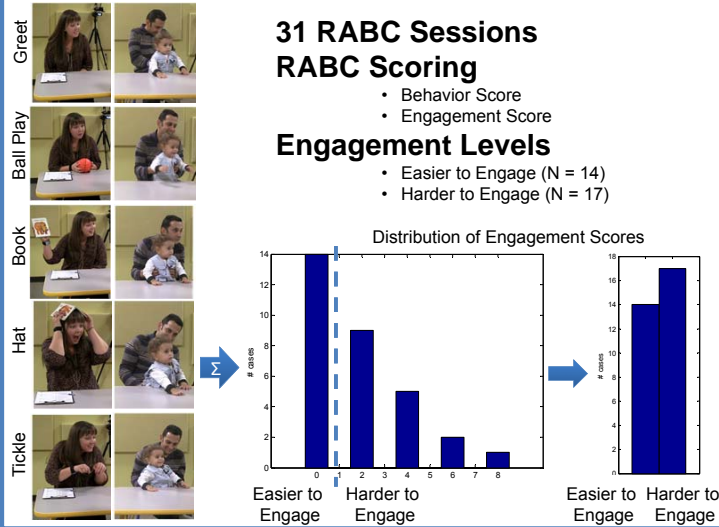 Greet
Ball Play
Book
Hat
Tickle
31 RABC Sessions
RABC Scoring
• Behavior Score
• Engagement Score
Engagement Levels
• Easier to Engage (N = 14)
• Harder to Engage (N = 17)
Σ
Distribution of Engagement Scores
# cases
14
12
10
8
6
4
2
0
0 1 2 3 4 5 6 7 8
Easier to Engage
Harder to Engage
# cases
18
16
14
12
10
8
6
4
2
0
Easier to Engage
Harder to Engage